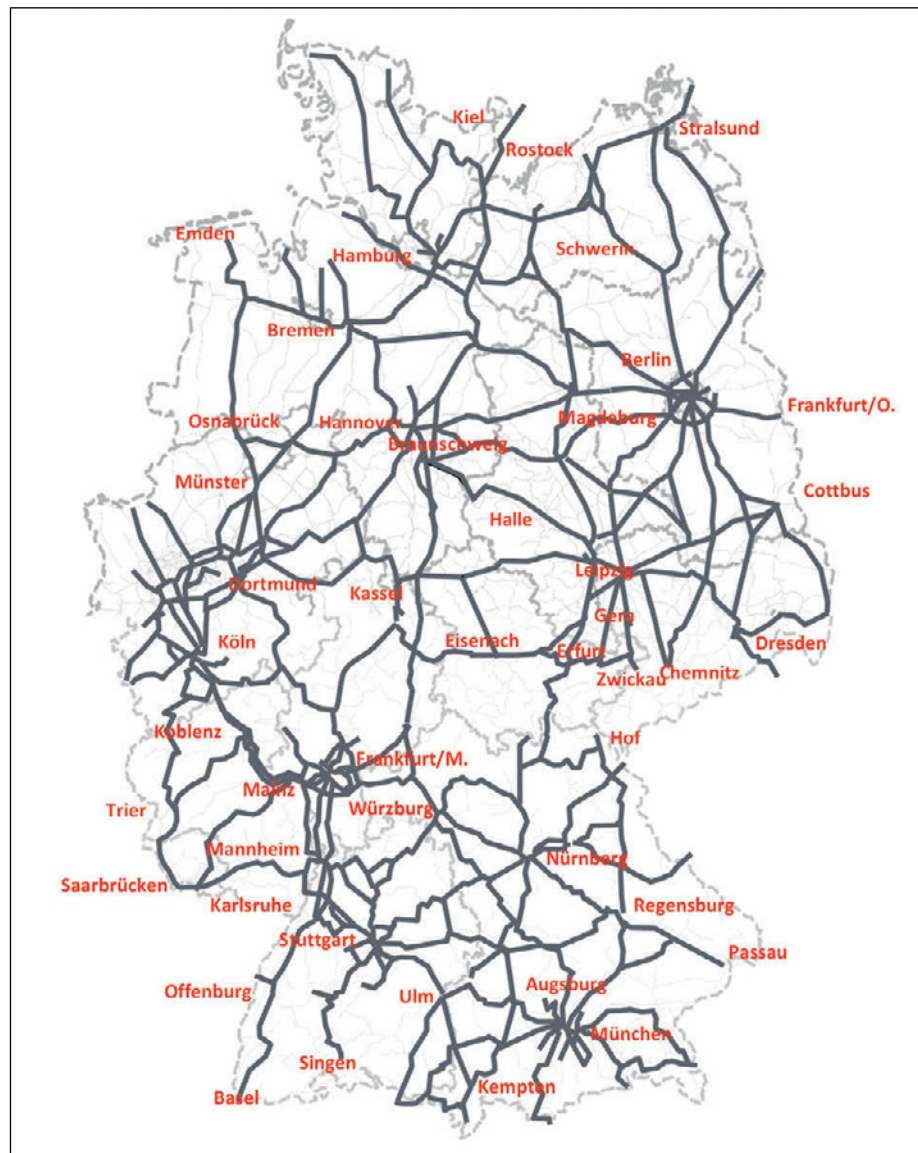 Kiel
Stralsund
Rostock
Emden
Schwerin
Hamburg
Bremen
Berlin
Frankfurt/O.
Osnabrück
Hannover
Magdeburg
Braunschweig
Münster
Cottbus
Halle
Leipzig
Dortmund
Kassel
Gera
Köln
Eisenach
Erfurt
Dresden
Zwickau
Chemnitz
Koblenz
Hof
Frankfurt/M.
Mainz
Trier
Würzburg
Mannheim
Nürnberg
Saarbrücken
Karlsruhe
Regensburg
Stuttgart
Passau
Offenburg
Ulm
Augsburg
München
Singen
Kempten
Basel